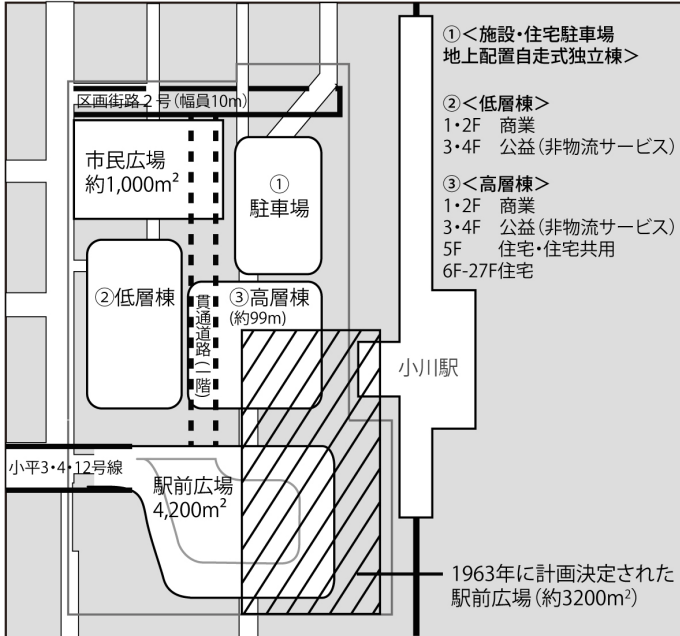 ①<施設・住宅駐車場
地上配置自走式独立棟>
②<低層棟>
1・2F 商業
3・4F 公益(非物流サービス)
③<高層棟>
1・2F 商業
3・4F 公益(非物流サービス)
5F 住宅・住宅共用
6F-27F住宅
区画街路2号(幅員10m)
市民広場
約1,000m²
①
駐車場
②低層棟
③高層棟
(約99m)
貫通道路(一階)
小川駅
小平3・4・12号線
駅前広場
4,200m²
1963年に計画決定された
駅前広場(約3200m²)